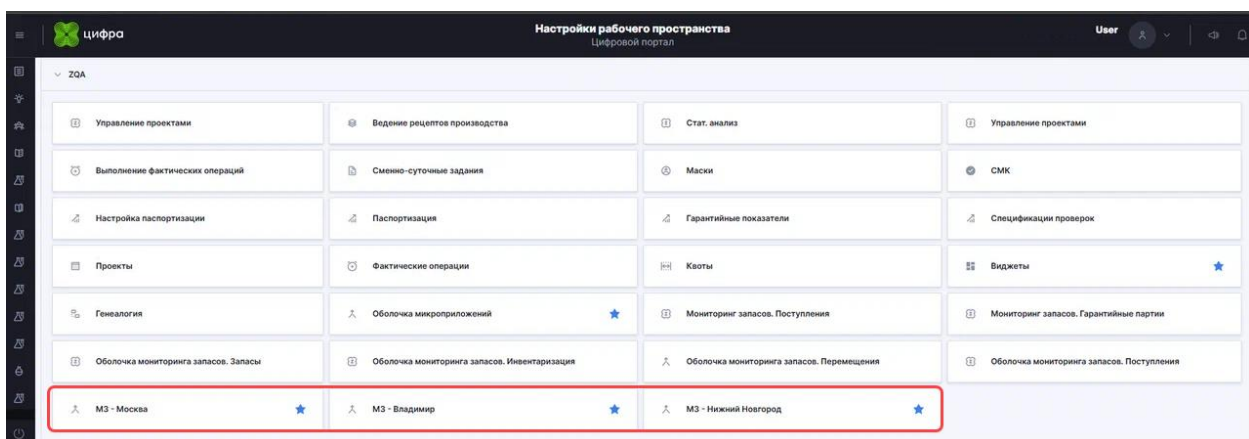 цифра
Настройки рабочего пространства
Цифровой портал
User
ZQA
Управление проектами
Ведение рецептов производства
Стат. анализ
Управление проектами
Выполнение фактических операций
Сменно-суточные задания
Маски
СМК
Настройка паспортизации
Паспортизация
Гарантийные показатели
Спецификации проверок
Проекты
Фактические операции
Квоты
Виджеты
Генеалогия
Оболочка микроприложений
Мониторинг запасов. Поступления
Мониторинг запасов. Гарантийные партии
Оболочка мониторинга запасов. Запасы
Оболочка мониторинга запасов. Инвентаризация
Оболочка мониторинга запасов. Перемещения
Оболочка мониторинга запасов. Поступления
МЗ - Москва
МЗ - Владимир
МЗ - Нижний Новгород